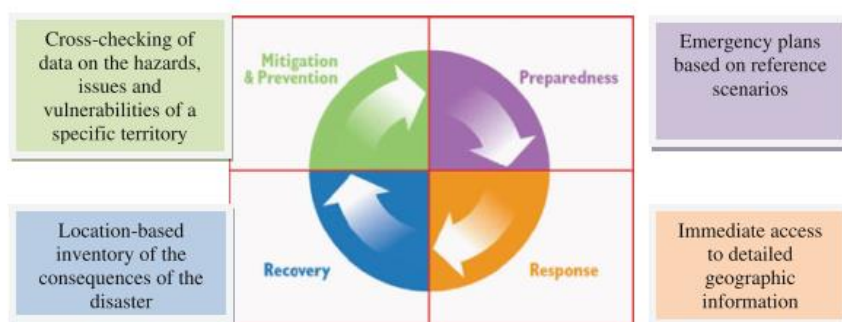 Cross-checking of
data on the hazards,
issues and
vulnerabilities of a
specific territory
Mitigation
& Prevention
Preparedness
Emergency plans
based on reference
scenarios
Location-based
inventory of the
consequences of the
disaster
Recovery
Response
Immediate access
to detailed
geographic
information